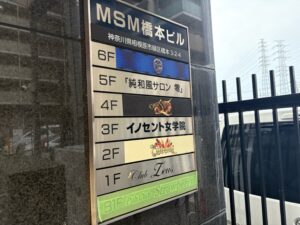 MSM橋本ビル
神奈川県相模原市緑区橋本3-2-4
6F
5F 「純和風サロン 雫」
4F
3F イノセント女学院
2F
1F Club Zeus
B1F